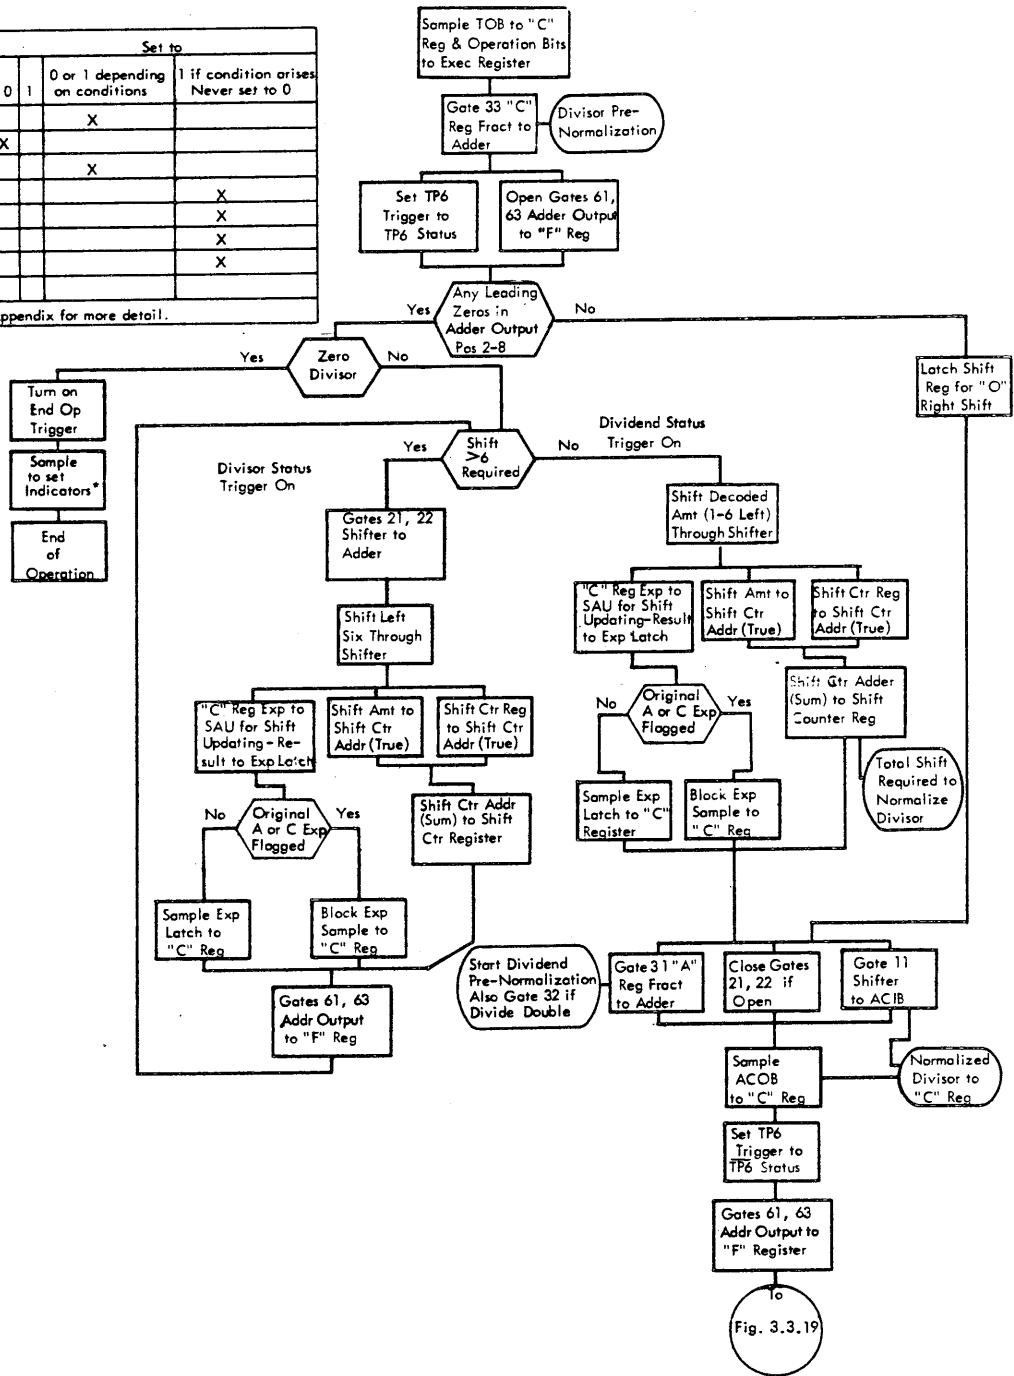 Set to
0 1 0 or 1 depending on conditions 1 if condition arises Never set to 0
X
X
X
X
X
X
X
ppendix for more detail.
Sample TOB to "C"
Reg & Operation Bits
to Exec Register
Gate 33 "C"
Reg Fract to
Adder
Divisor Pre-
Normalization
Set TP6
Trigger to
TP6 Status
Open Gates 61,
63 Adder Output
to "F" Reg
Any Leading
Zeros in
Adder Output
Pos 2-8
Yes
No
Zero
Divisor
Yes
No
Latch Shift
Reg for "O"
Right Shift
Turn on
End Op
Trigger
Sample
to set
Indicators*
End
of
Operation
Shift
>6
Required
Yes
No
Divisor Status
Trigger On
Dividend Status
Trigger On
Gates 21, 22
Shifter to
Adder
Shift Left
Six Through
Shifter
"C" Reg Exp to
SAU for Shift
Updating-Re-
sult to Exp Latch
Shift Amt to
Shift Ctr
Addr (True)
Shift Ctr Reg
to Shift Ctr
Addr (True)
Original
A or C Exp
Flagged
No
Yes
Shift Ctr Addr
(Sum) to Shift
Ctr Register
Sample Exp
Latch to
"C" Reg
Block Exp
Sample to
"C" Reg
Gates 61, 63
Addr Output
to "F" Reg
Shift Decoded
Amt (1-6 Left)
Through Shifter
"C" Reg Exp to
SAU for Shift
Updating-Result
to Exp Latch
Shift Amt to
Shift Ctr
Addr (True)
Shift Ctr Reg
to Shift Ctr
Addr (True)
Original
A or C Exp
Flagged
No
Yes
Shift Ctr Adder
(Sum) to Shift
Counter Reg
Total Shift
Required to
Normalize
Divisor
Sample Exp
Latch to "C"
Register
Block Exp
Sample to
"C" Reg
Start Dividend
Pre-Normalization
Also Gate 32 if
Divide Double
Gate 31 "A"
Reg Fract
to Adder
Close Gates
21, 22 if
Open
Gate 11
Shifter
to ACIB
Sample
ACOB
to "C" Reg
Normalized
Divisor to
"C" Reg
Set TP6
Trigger to
T̅P̅6 Status
Gates 61, 63
Addr Output to
"F" Register
To
Fig. 3.3.19